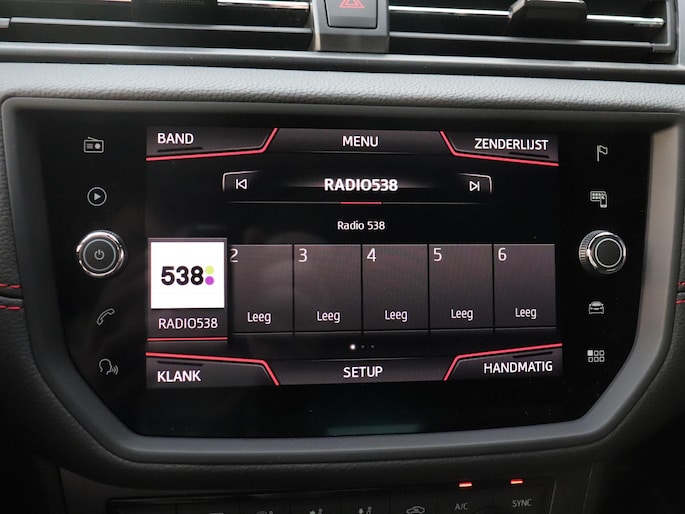 BAND MENU ZENDERLIJST
RADIO538
Radio 538
538
2 3 4 5 6
Leeg Leeg Leeg Leeg Leeg
RADIO538
KLANK SETUP HANDMATIG
A/C SYNC